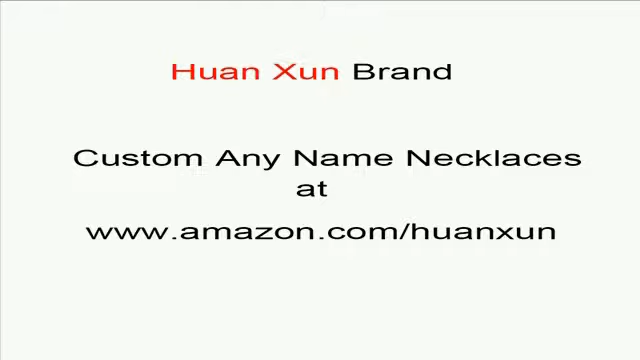 Huan Xun Brand
Custom Any Name Necklaces
at
www.amazon.com/huanxun